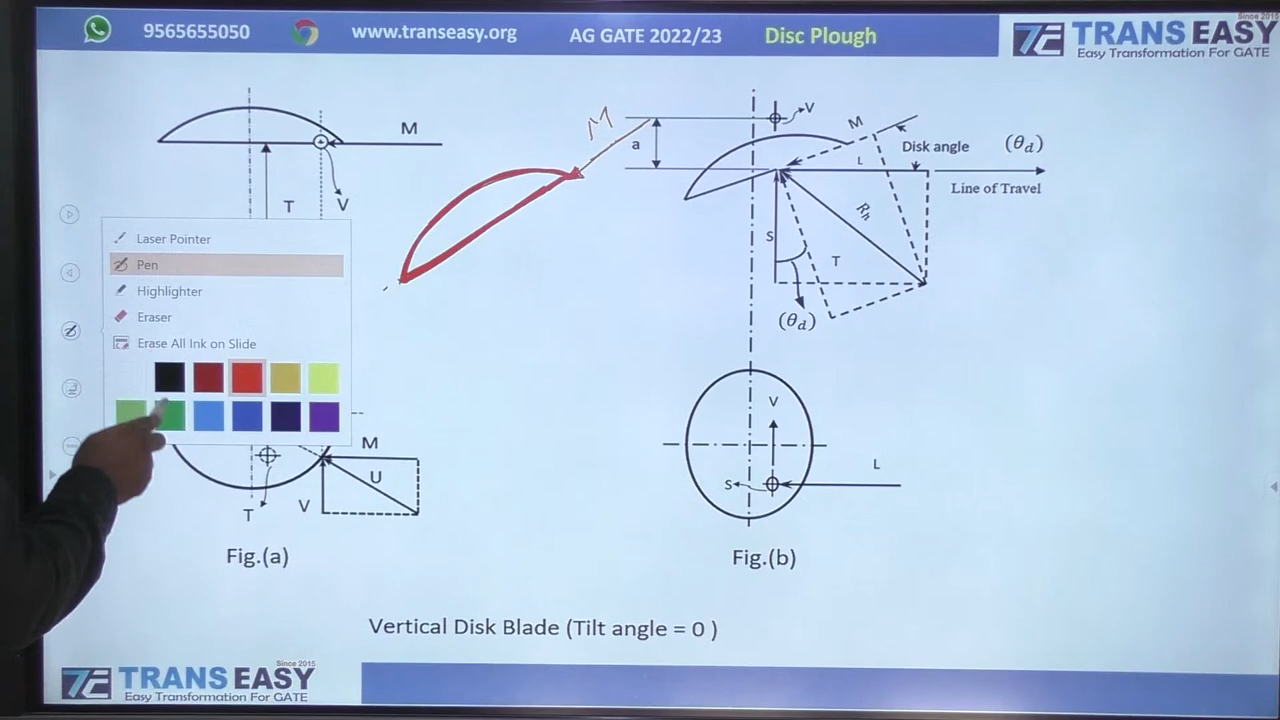 9565655050 www.transeasy.org AG GATE 2022/23 Disc Plough
Since 2015
TRANS EASY
Easy Transformation For GATE
M
T
V
M
a
V
M
Disk angle (θd)
L
Line of Travel
Rh
S
T
(θd)
Laser Pointer
Pen
Highlighter
Eraser
Erase All Ink on Slide
M
U
V
T
V
L
S
Fig.(a)
Fig.(b)
Vertical Disk Blade (Tilt angle = 0 )
Since 2015
TRANS EASY
Easy Transformation For GATE